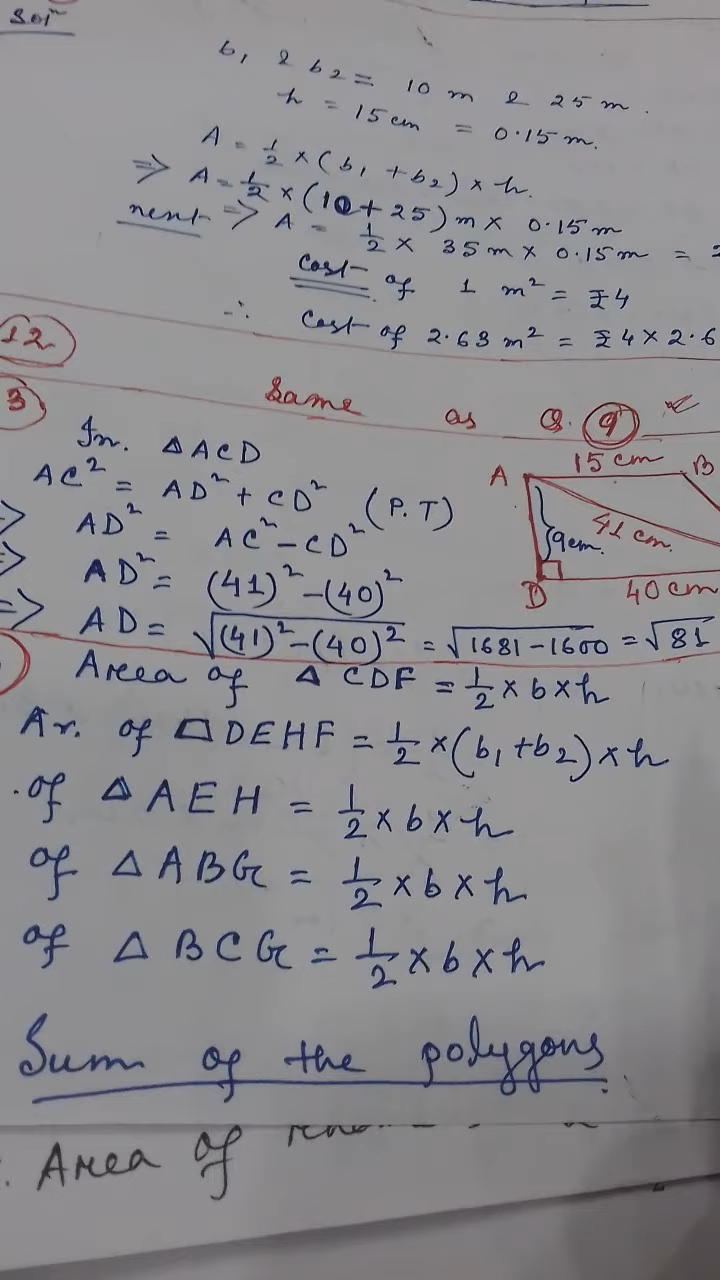 Sol<sup>n</sup>
b₁ & b₂ = 10 m & 25 m.
h = 15 cm = 0.15 m.
A = 1/2 × (b₁ + b₂) × h.
⇒ A = 1/2 × (10 + 25) m × 0.15 m
next ⇒ A = 1/2 × 35 m × 0.15 m =
Cost of 1 m² = ₹4
∴ Cost of 2.63 m² = ₹4 × 2.6
12
3
Same as Q. 9
In. △ACD
AC² = AD² + CD² (P.T)
⇒ AD² = AC² − CD²
⇒ AD² = (41)² − (40)²
⇒ AD = √(41)² − (40)² = √1681 − 1600 = √81
A 15 cm B
9cm. 41 cm.
D 40 cm
Area of △ CDF = 1/2 × b × h
Ar. of ▱DEHF = 1/2 × (b₁ + b₂) × h
of △ AEH = 1/2 × b × h
of △ ABG = 1/2 × b × h
of △ BCG = 1/2 × b × h
Sum of the polygons.
Area of